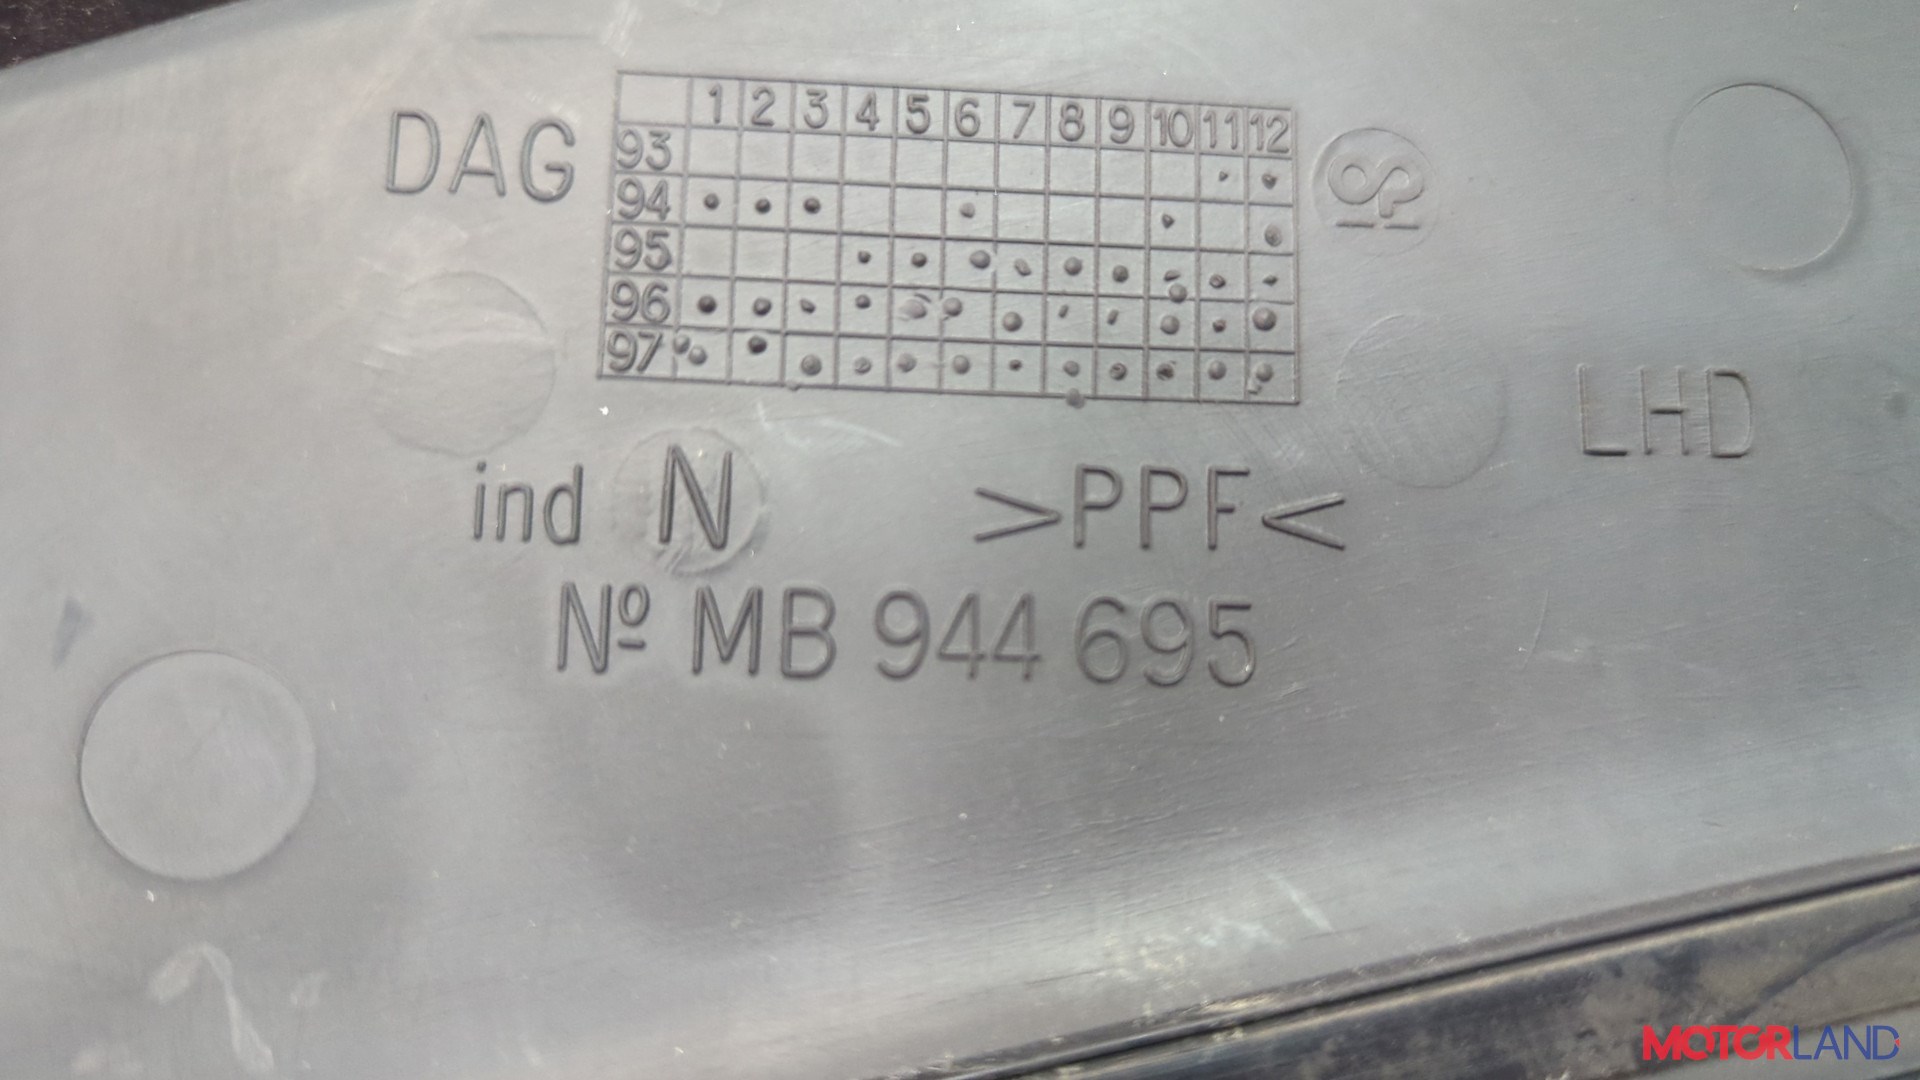 DAG
1 2 3 4 5 6 7 8 9 10 11 12
93
94
95
96
97
LHD
ind N >PPF<
Nº MB 944 695
MOTORLAND